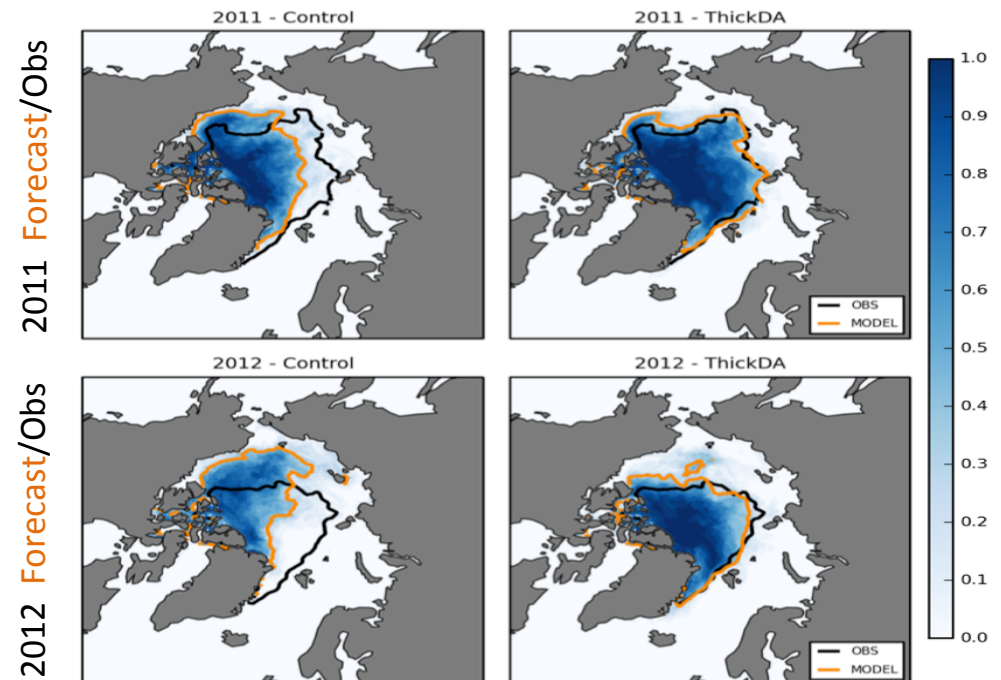 2011 - Control
2011 - ThickDA
2011 Forecast/Obs
OBS
MODEL
1.0
0.9
0.8
0.7
0.6
0.5
0.4
0.3
0.2
0.1
0.0
2012 - Control
2012 - ThickDA
2012 Forecast/Obs
OBS
MODEL